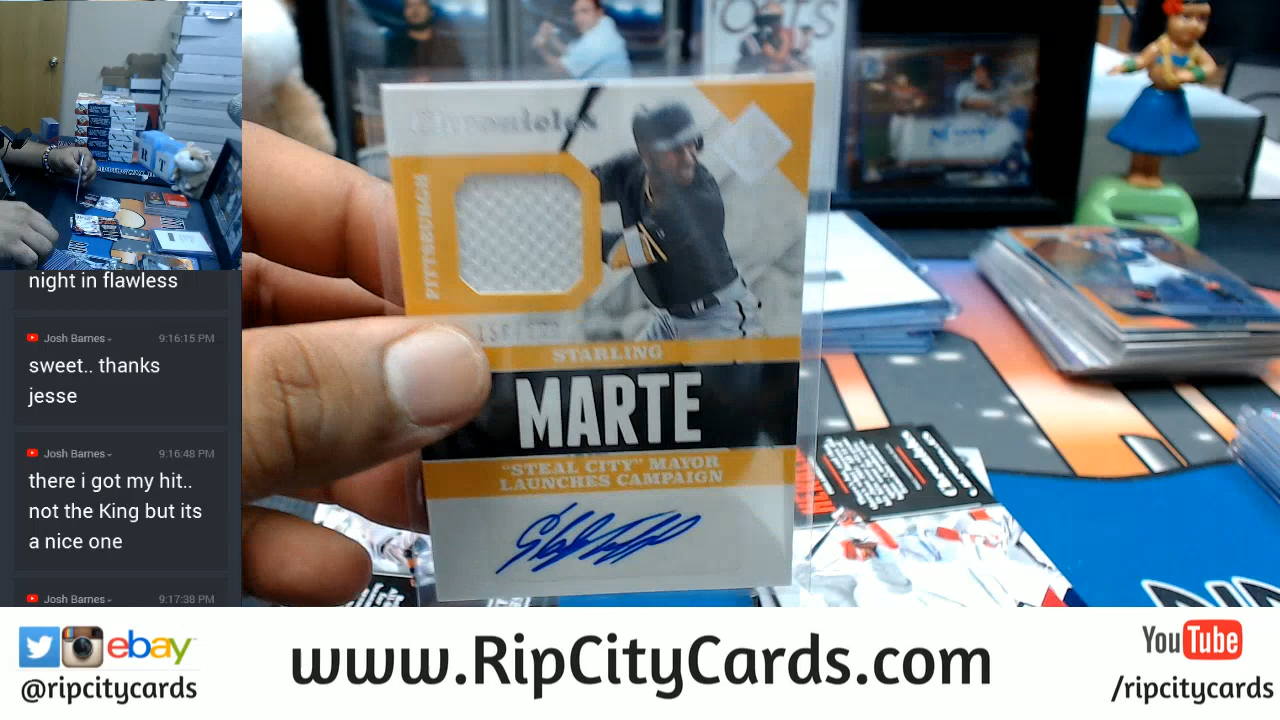 night in flawless
Josh Barnes
9:16:15 PM
sweet.. thanks
jesse
Josh Barnes
9:16:48 PM
there i got my hit..
not the King but its
a nice one
Josh Barnes
9:17:38 PM
Chronicles
PITTSBURGH
STARLING
MARTE
"STEAL CITY" MAYOR
LAUNCHES CAMPAIGN
ebay
@ripcitycards
www.RipCityCards.com
YouTube
/ripcitycards